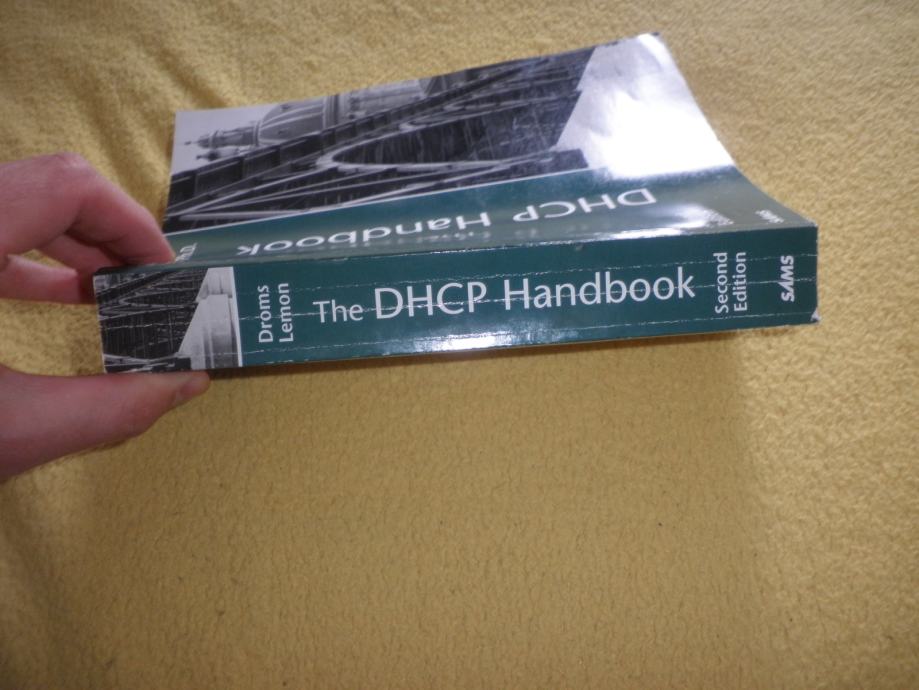 Droms
Lemon
The DHCP Handbook
Second
Edition
SAMS
DHCP Handbook